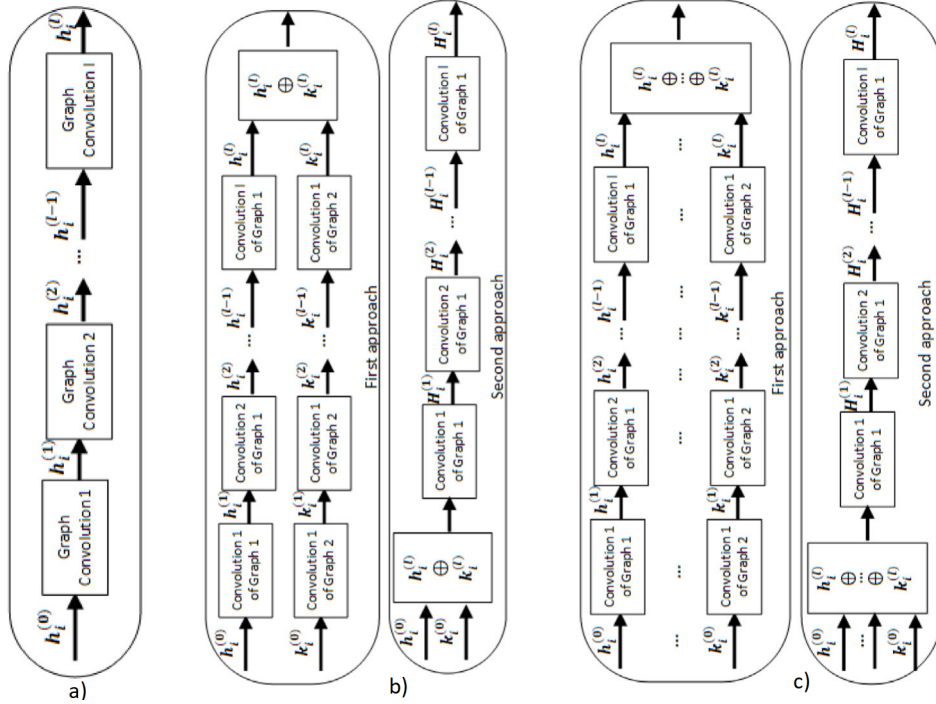 h_i^(0)
Graph
Convolution 1
h_i^(1)
Graph
Convolution 2
h_i^(2)
...
h_i^(l-1)
Graph
Convolution l
h_i^(l)
a)
h_i^(0)
Convolution 1
of Graph 1
h_i^(1)
Convolution 2
of Graph 1
h_i^(2)
...
h_i^(l-1)
Convolution l
of Graph 1
h_i^(l)
k_i^(0)
Convolution 1
of Graph 2
k_i^(1)
Convolution 1
of Graph 2
k_i^(2)
...
k_i^(l-1)
Convolution 1
of Graph 2
k_i^(l)
h_i^(l)
⊕
k_i^(l)
First approach
h_i^(0)
k_i^(0)
h_i^(l)
⊕
k_i^(l)
Convolution 1
of Graph 1
H_i^(1)
Convolution 2
of Graph 1
H_i^(2)
...
H_i^(l-1)
Convolution l
of Graph 1
H_i^(l)
Second approach
b)
h_i^(0)
Convolution 1
of Graph 1
h_i^(1)
Convolution 2
of Graph 1
h_i^(2)
...
h_i^(l-1)
Convolution l
of Graph 1
h_i^(l)
... ... ... ... ... ...
k_i^(0)
Convolution 1
of Graph 2
k_i^(1)
Convolution 1
of Graph 2
k_i^(2)
...
k_i^(l-1)
Convolution 1
of Graph 2
k_i^(l)
h_i^(l)
⊕ ... ⊕
k_i^(l)
First approach
h_i^(0)
...
k_i^(0)
h_i^(l)
⊕ ... ⊕
k_i^(l)
Convolution 1
of Graph 1
H_i^(1)
Convolution 2
of Graph 1
H_i^(2)
...
H_i^(l-1)
Convolution l
of Graph 1
H_i^(l)
Second approach
c)